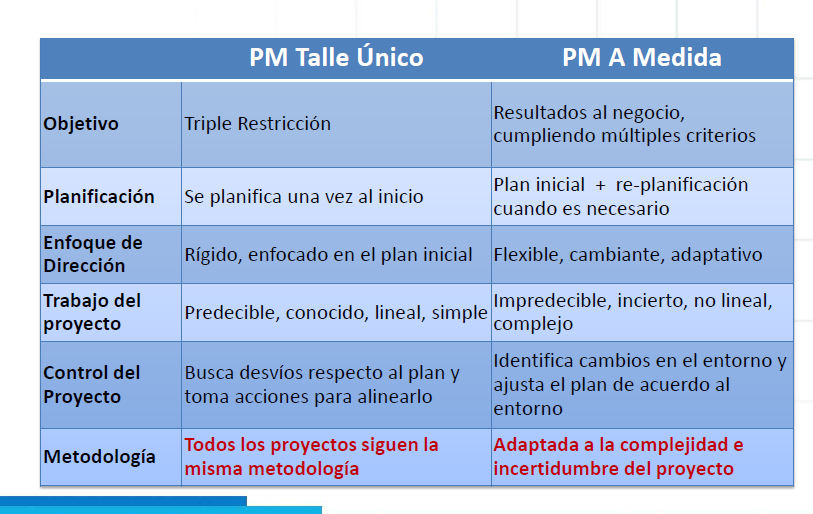 PM Talle Único
PM A Medida
Objetivo
Triple Restricción
Resultados al negocio,
cumpliendo múltiples criterios
Planificación
Se planifica una vez al inicio
Plan inicial + re-planificación
cuando es necesario
Enfoque de
Dirección
Rígido, enfocado en el plan inicial
Flexible, cambiante, adaptativo
Trabajo del
proyecto
Predecible, conocido, lineal, simple
Impredecible, incierto, no lineal,
complejo
Control del
Proyecto
Busca desvíos respecto al plan y
toma acciones para alinearlo
Identifica cambios en el entorno y
ajusta el plan de acuerdo al
entorno
Metodología
Todos los proyectos siguen la
misma metodología
Adaptada a la complejidad e
incertidumbre del proyecto